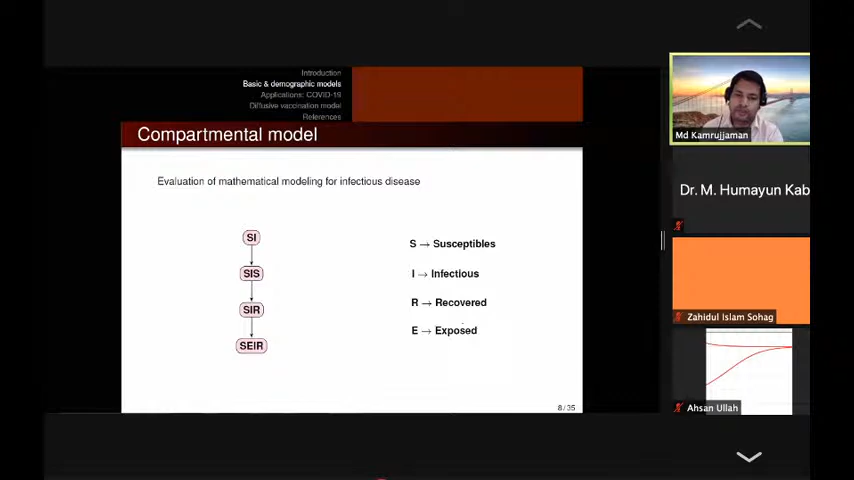 Introduction
Basic & demographic models
Applications: COVID-19
Diffusive vaccination model
References
Compartmental model
Evaluation of mathematical modeling for infectious disease
SI
SIS
SIR
SEIR
S → Susceptibles
I → Infectious
R → Recovered
E → Exposed
8/35
Md Kamrujjaman
Dr. M. Humayun Kab
Zahidul Islam Sohag
Ahsan Ullah